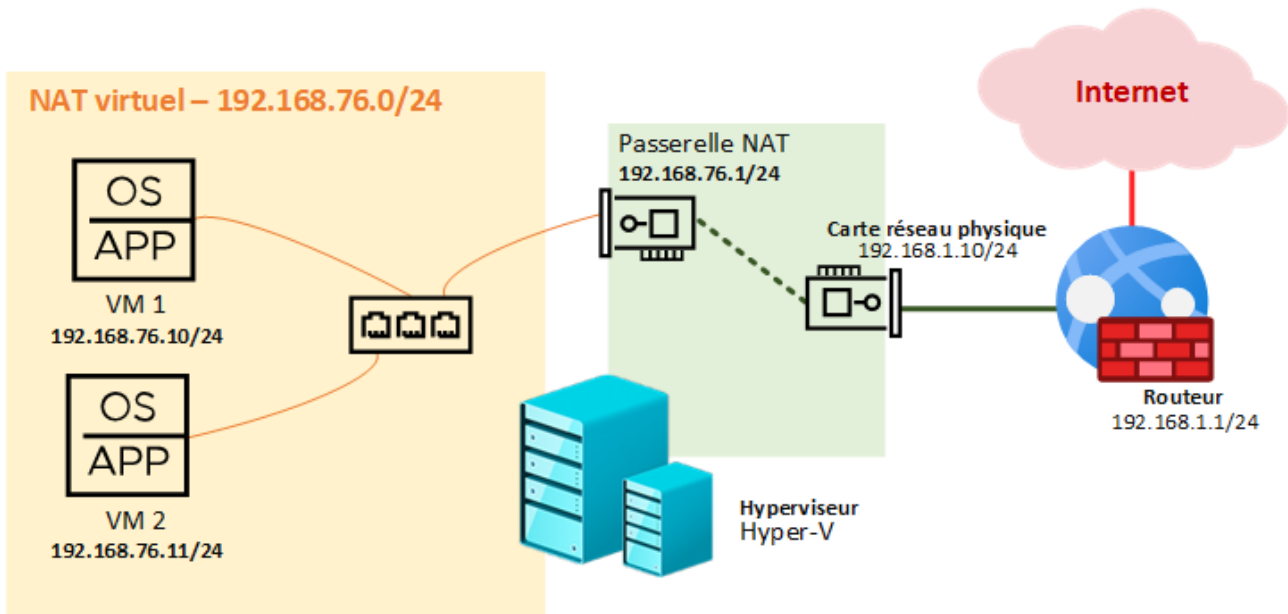 NAT virtuel – 192.168.76.0/24
OS
APP
VM 1
192.168.76.10/24
OS
APP
VM 2
192.168.76.11/24
Passerelle NAT
192.168.76.1/24
Carte réseau physique
192.168.1.10/24
Hyperviseur
Hyper-V
Internet
Routeur
192.168.1.1/24